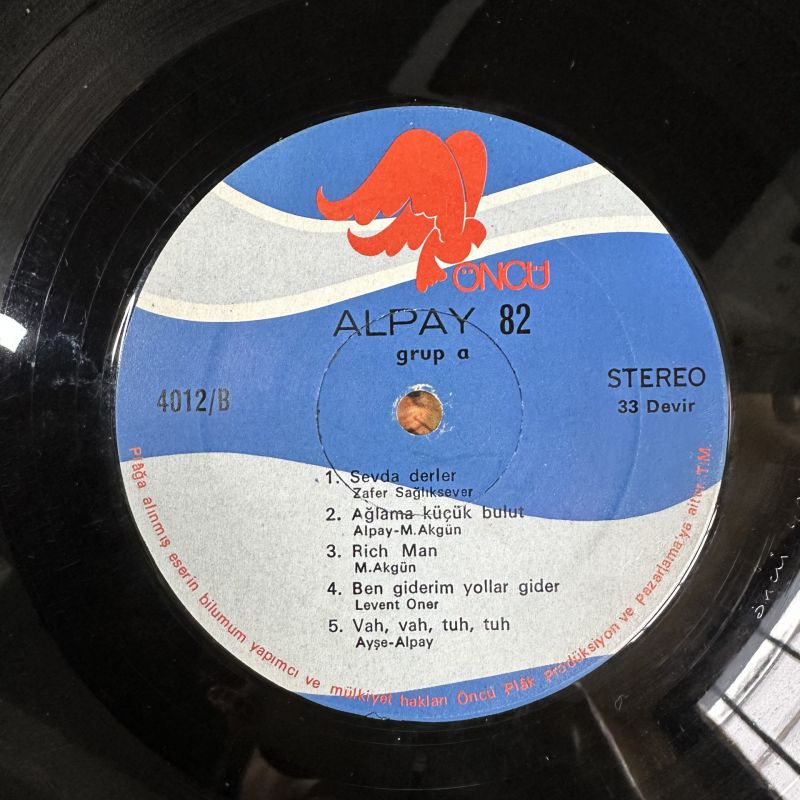 ÖNCÜ
ALPAY 82
grup a
4012/B
STEREO
33 Devir
1. Sevda derler
Zafer Sağlıksever
2. Ağlama küçük bulut
Alpay-M.Akgün
3. Rich Man
M.Akgün
4. Ben giderim yollar gider
Levent Oner
5. Vah, vah, tuh, tuh
Ayşe-Alpay
Plâğa alınmış eserin bilumum yapımcı ve mülkiyet hakları Öncü Plâk Prodüksiyon ve Pazarlama'ya aittir T.M.